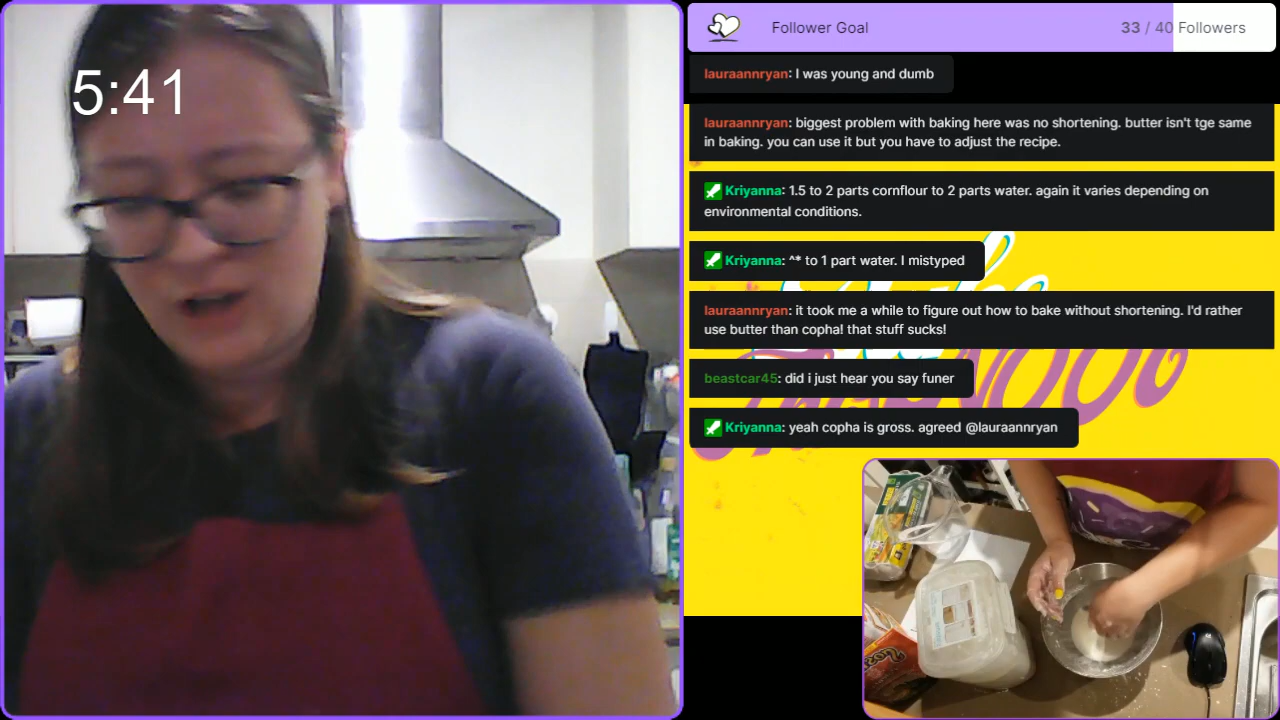 5:41
Follower Goal
33 / 40 Followers
lauraannryan: I was young and dumb
lauraannryan: biggest problem with baking here was no shortening. butter isn't tge same
in baking. you can use it but you have to adjust the recipe.
Kriyanna: 1.5 to 2 parts cornflour to 2 parts water. again it varies depending on
environmental conditions.
Kriyanna: ^* to 1 part water. I mistyped
lauraannryan: it took me a while to figure out how to bake without shortening. I'd rather
use butter than copha! that stuff sucks!
beastcar45: did i just hear you say funer
Kriyanna: yeah copha is gross. agreed @lauraannryan